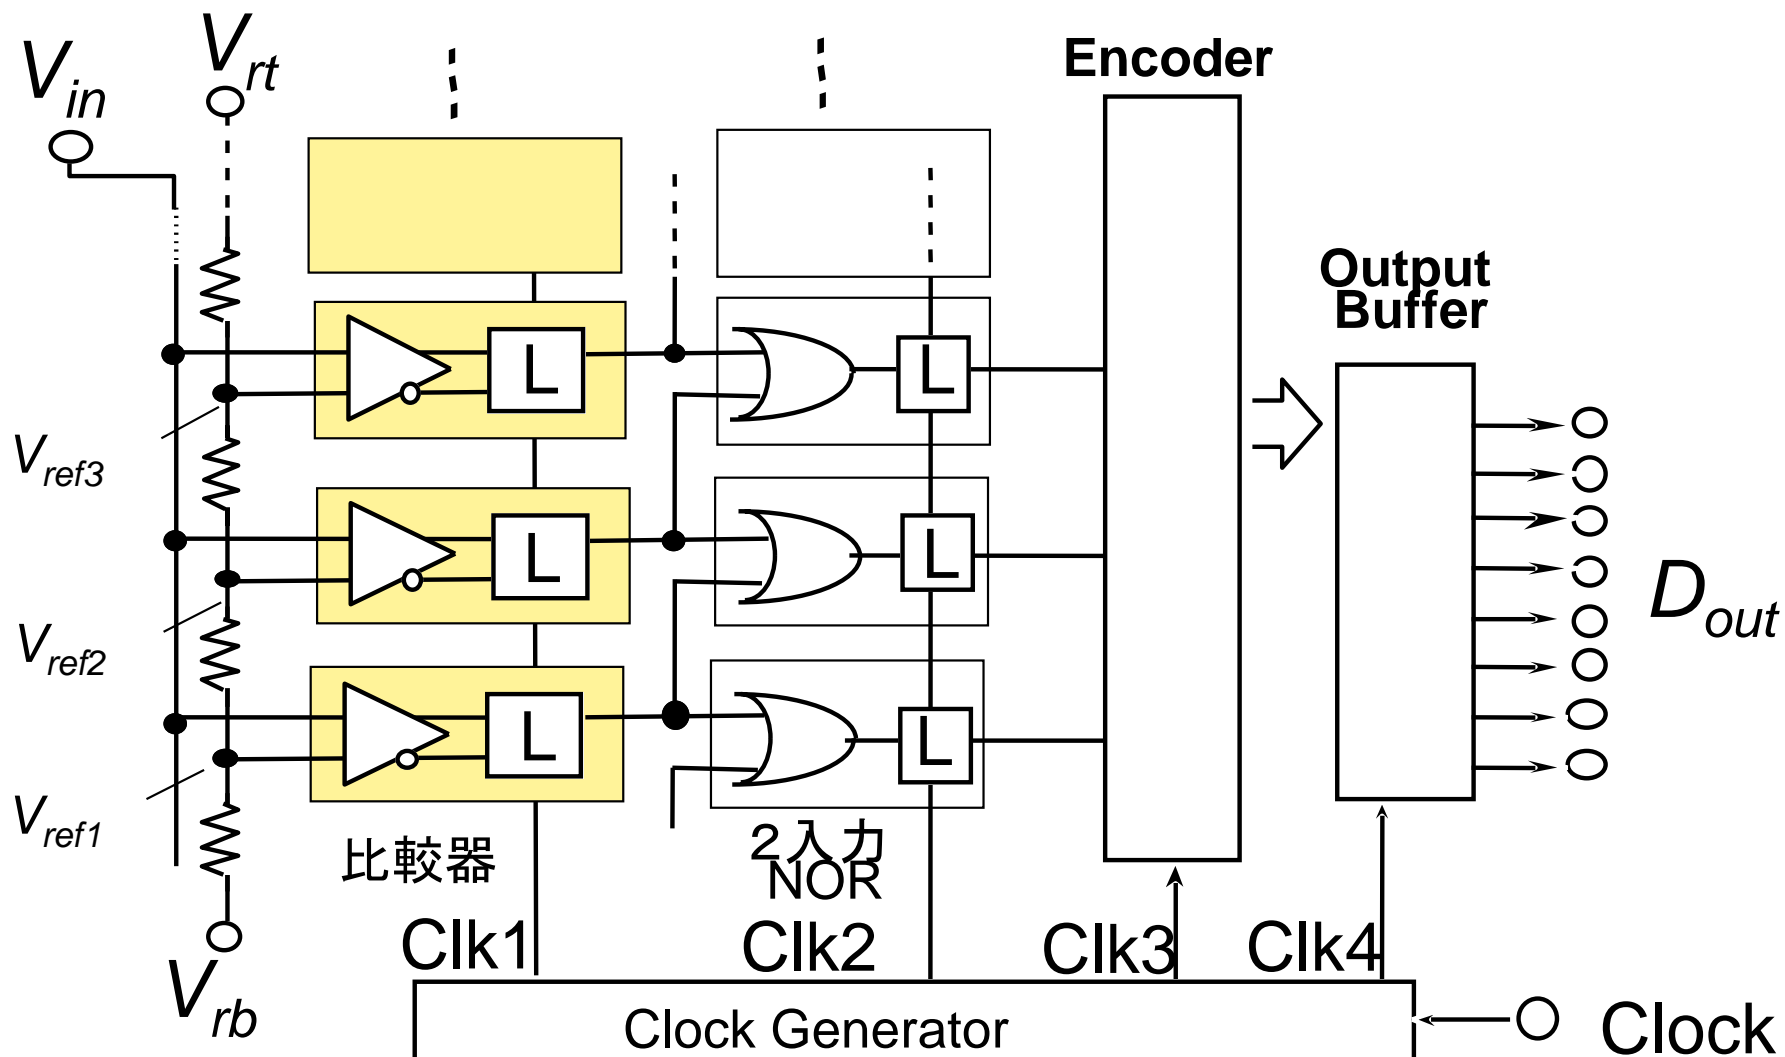 Vin
Vrt
Encoder
Output
Buffer
L
L
Vref3
L
L
Vref2
L
L
Vref1
Dout
比較器
２入力
NOR
Clk1
Clk2
Clk3
Clk4
Vrb
Clock Generator
Clock